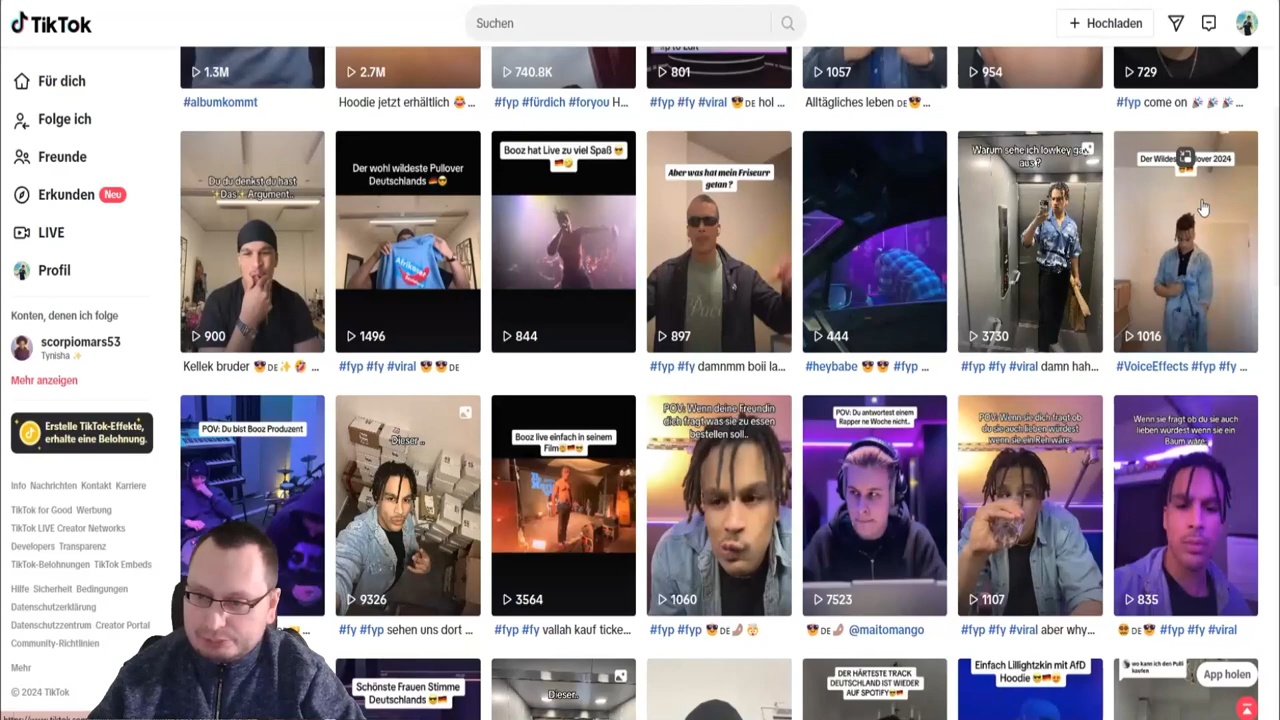 TikTok
Suchen
Hochladen
Für dich
Folge ich
Freunde
Erkunden Neu
LIVE
Profil
Konten, denen ich folge
scorpiomars53
Tynisha
Mehr anzeigen
Erstelle TikTok-Effekte,
erhalte eine Belohnung.
Info Nachrichten Kontakt Karriere
TikTok for Good Werbung
TikTok LIVE Creator Networks
Developers Transparenz
TikTok-Belohnungen TikTok Embeds
Hilfe Sicherheit Bedingungen
Datenschutzerklärung
Datenschutzzentrum Creator Portal
Community-Richtlinien
Mehr
© 2024 TikTok
1.3M
2.7M
740.8K
801
1057
954
729
#albumkommt
Hoodie jetzt erhältlich 😂...
#fyp #fürdich #foryou H...
#fyp #fy #viral 😎🇩🇪 hol ...
Alltägliches leben 🇩🇪😎...
#fyp come on 🎉 🎉 🎉 ...
Du du denkst du hast
✨Das✨ Argument..
900
Kellek bruder 😎🇩🇪✨🤣 ...
Der wohl wildeste Pullover
Deutschlands 🇩🇪😎
Afrikaner
1496
#fyp #fy #viral 😎😎🇩🇪
Booz hat Live zu viel Spaß 😎
844
Aber was hat mein Friseurr
getan ?
897
#fyp #fy damnmm boii la...
444
#heybabe 😎😎 #fyp ...
Warum sehe ich lowkey
aus?
3730
#fyp #fy #viral damn hah...
Der Wildes over 2024
1016
#VoiceEffects #fyp #fy ...
POV: Du bist Booz Produzent
Dieser ..
9326
#fy #fyp sehen uns dort ...
Booz live einfach in seinem
Film
3564
#fyp #fy vallah kauf ticke...
POV: Wenn deine Freundin
dich fragt was sie zu essen
bestellen soll..
1060
#fyp #fyp 😎🇩🇪🤌🏼🤯
POV: Du antwortest einem
Rapper ne Woche nicht..
7523
😎🇩🇪🤌🏼 @maitomango
POV: Wenn sie dich fragt ob
du sie auch lieben würdest
wenn sie ein Reh wäre:
1107
#fyp #fy #viral aber why...
Wenn sie fragt ob du sie auch
lieben würdest wenn sie ein
Baum wäre:
835
🇩🇪😎 #fyp #fy #viral
Schönste Frauen Stimme
Deutschlands 😎🇩🇪
Dieser..
DER HÄRTESTE TRACK
DEUTSCHLAND IST WIEDER
AUF SPOTIFY😎🇩🇪
Einfach Lillightzkin mit AfD
Hoodie 😎🇩🇪😍
wo kann ich den Pulli
kaufen
App holen